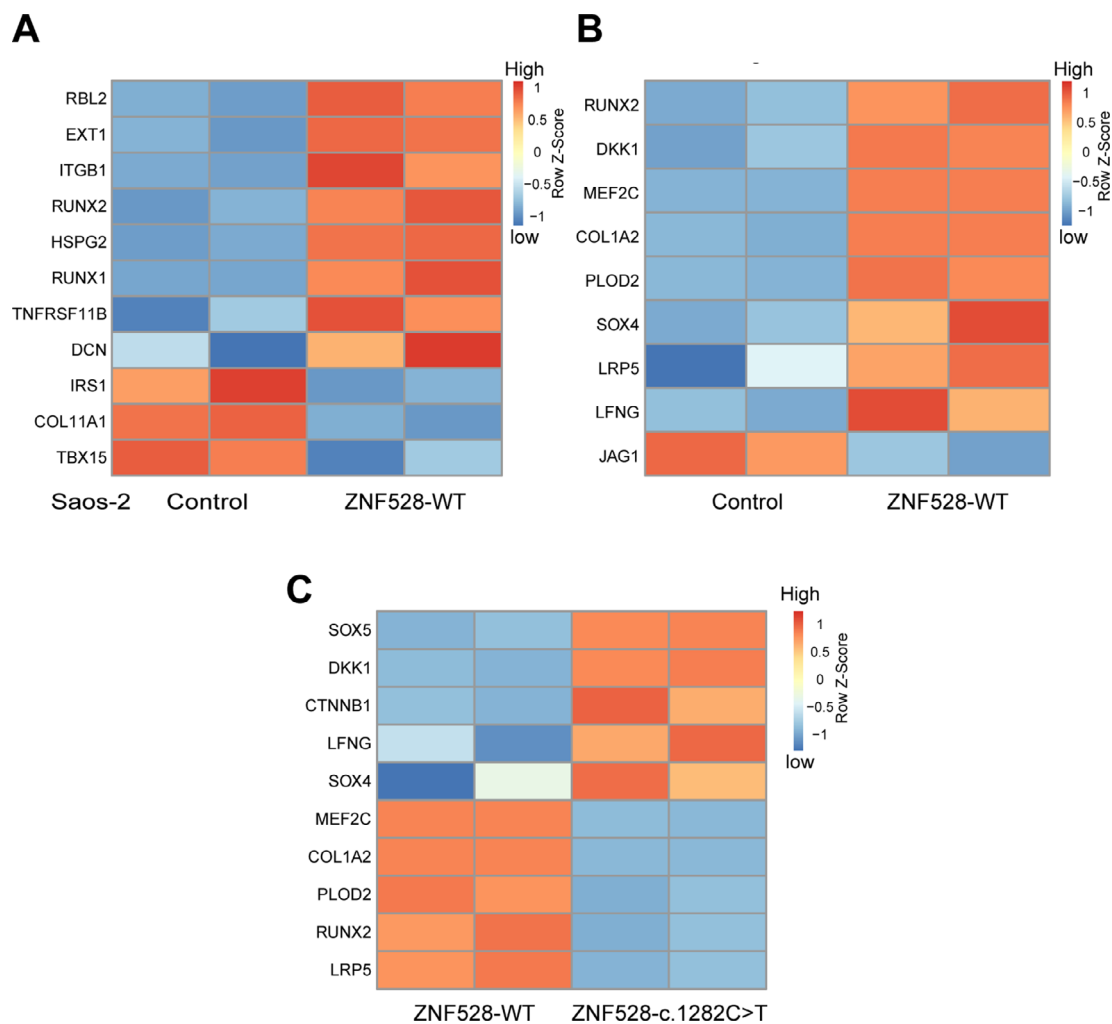 A
RBL2
EXT1
ITGB1
RUNX2
HSPG2
RUNX1
TNFRSF11B
DCN
IRS1
COL11A1
TBX15
Saos-2 Control ZNF528-WT
High
1
0.5
0
−0.5
−1
low
Row Z-Score
B
RUNX2
DKK1
MEF2C
COL1A2
PLOD2
SOX4
LRP5
LFNG
JAG1
Control ZNF528-WT
High
1
0.5
0
−0.5
−1
low
Row Z-Score
C
SOX5
DKK1
CTNNB1
LFNG
SOX4
MEF2C
COL1A2
PLOD2
RUNX2
LRP5
ZNF528-WT ZNF528-c.1282C>T
High
1
0.5
0
−0.5
−1
low
Row Z-Score